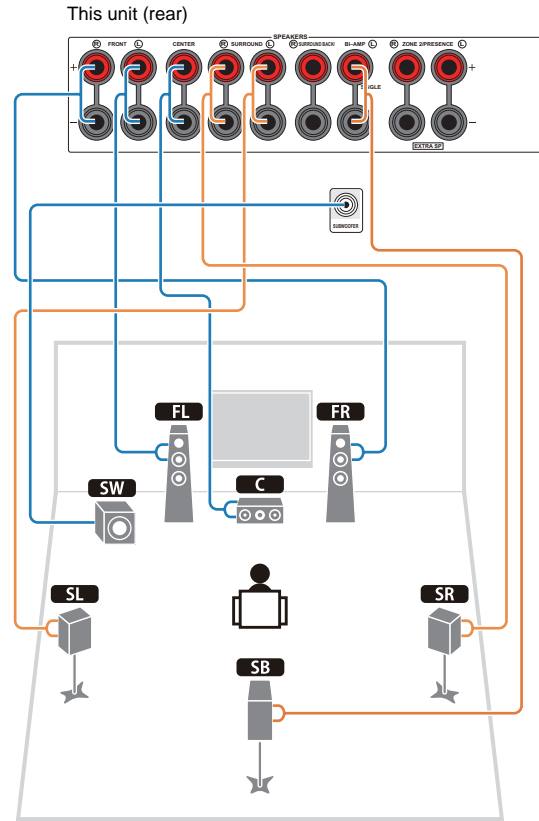 This unit (rear)
SPEAKERS
R FRONT L CENTER R SURROUND L R SURROUND BACK/ Bi-AMP L R ZONE 2/PRESENCE L
+ +
SINGLE
– –
EXTRA SP
SUBWOOFER
FL FR
SW C
SL SR
SB